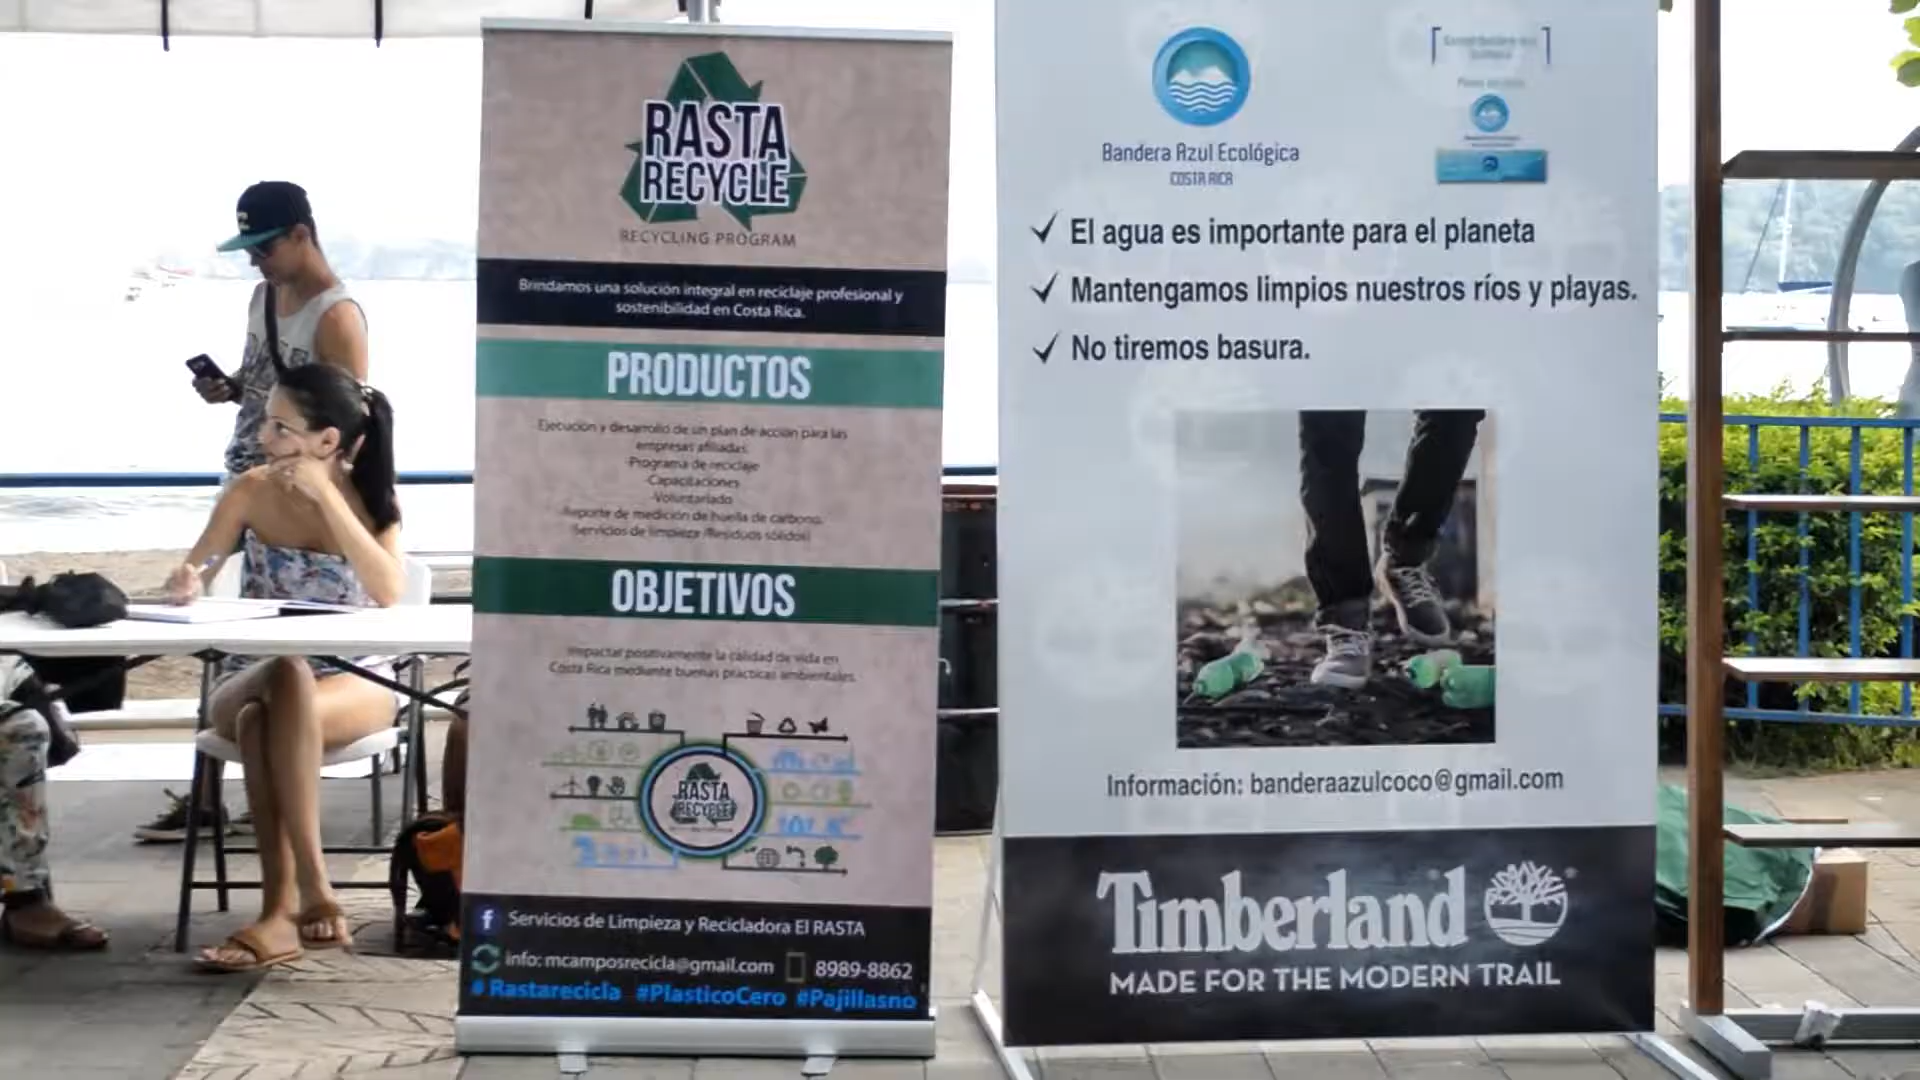 RASTA
RECYCLE
RECYCLING PROGRAM
Brindamos una solución integral en reciclaje profesional y
sostenibilidad en Costa Rica.
PRODUCTOS
Ejecución y desarrollo de un plan de acción para las
empresas afiliadas.
-Programa de reciclaje
-Capacitaciones
-Voluntariado
-Reporte de medición de huella de carbono.
-Servicios de limpieza (Residuos sólidos)
OBJETIVOS
Impactar positivamente la calidad de vida en
Costa Rica mediante buenas prácticas ambientales.
RASTA
RECYCLE
Servicios de Limpieza y Recicladora El RASTA
info: mcamposrecicla@gmail.com 8989-8862
#Rastarecicla #PlasticoCero #Pajillasno
Bandera Azul Ecológica
COSTA RICA
El agua es importante para el planeta
Mantengamos limpios nuestros ríos y playas.
No tiremos basura.
Información: banderaazulcoco@gmail.com
Timberland
MADE FOR THE MODERN TRAIL